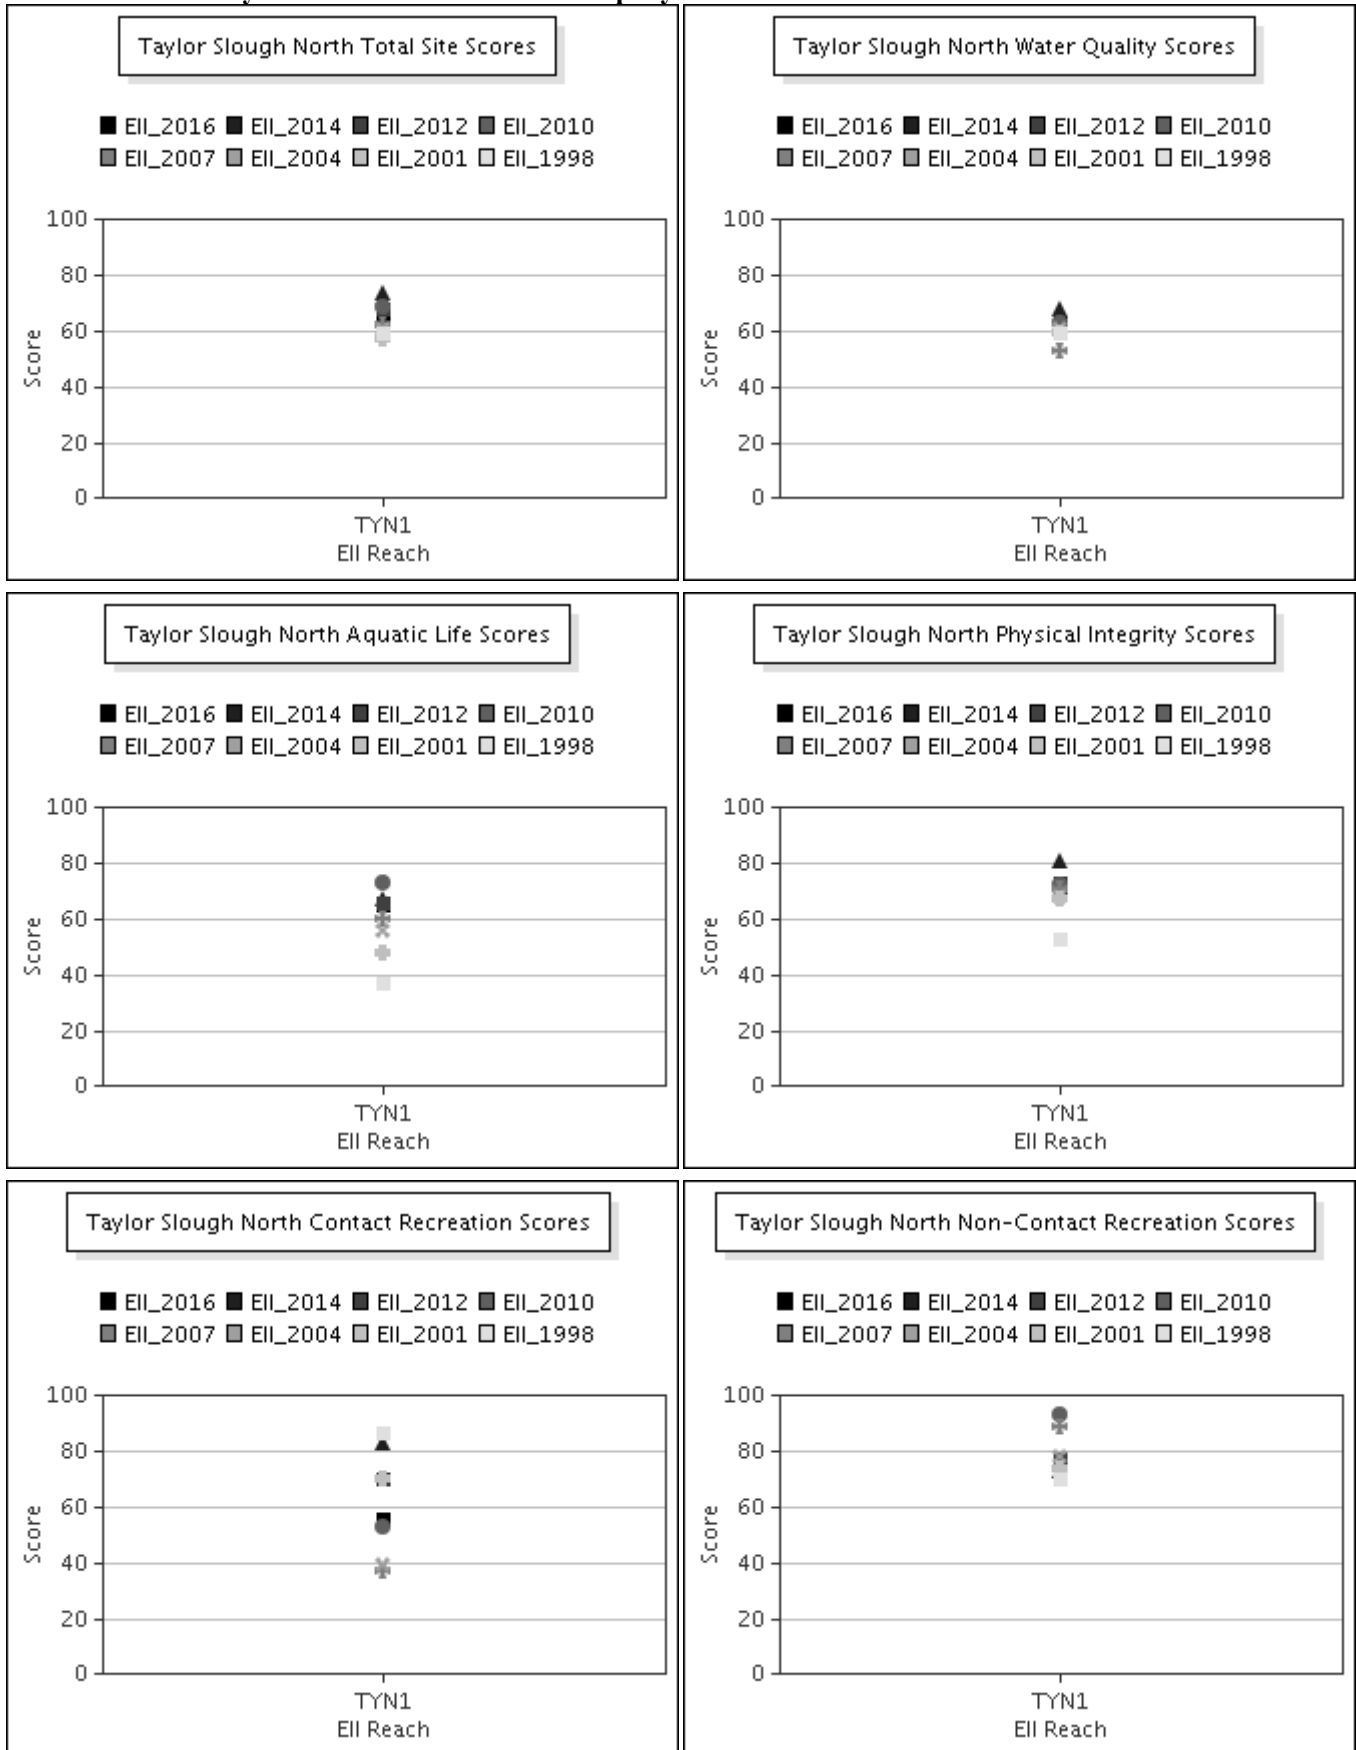 Taylor Slough North Total Site Scores
EII_2016 EII_2014 EII_2012 EII_2010
EII_2007 EII_2004 EII_2001 EII_1998
100
80
60
40
20
0
Score
TYN1
EII Reach
Taylor Slough North Water Quality Scores
EII_2016 EII_2014 EII_2012 EII_2010
EII_2007 EII_2004 EII_2001 EII_1998
100
80
60
40
20
0
Score
TYN1
EII Reach
Taylor Slough North Aquatic Life Scores
EII_2016 EII_2014 EII_2012 EII_2010
EII_2007 EII_2004 EII_2001 EII_1998
100
80
60
40
20
0
Score
TYN1
EII Reach
Taylor Slough North Physical Integrity Scores
EII_2016 EII_2014 EII_2012 EII_2010
EII_2007 EII_2004 EII_2001 EII_1998
100
80
60
40
20
0
Score
TYN1
EII Reach
Taylor Slough North Contact Recreation Scores
EII_2016 EII_2014 EII_2012 EII_2010
EII_2007 EII_2004 EII_2001 EII_1998
100
80
60
40
20
0
Score
TYN1
EII Reach
Taylor Slough North Non-Contact Recreation Scores
EII_2016 EII_2014 EII_2012 EII_2010
EII_2007 EII_2004 EII_2001 EII_1998
100
80
60
40
20
0
Score
TYN1
EII Reach